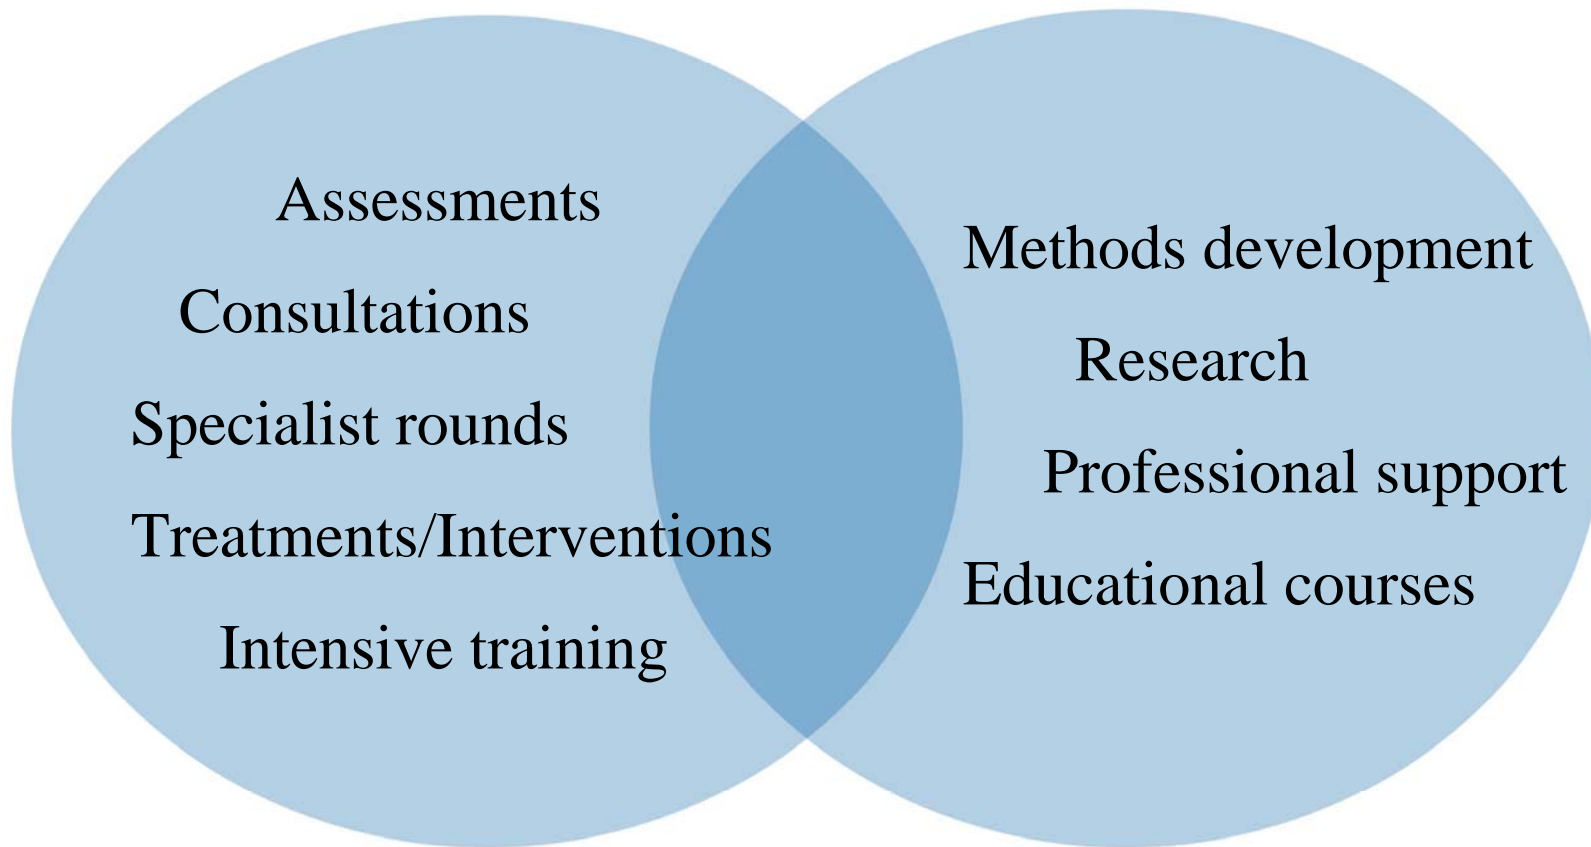 Assessments
Consultations
Specialist rounds
Treatments/Interventions
Intensive training
Methods development
Research
Professional support
Educational courses